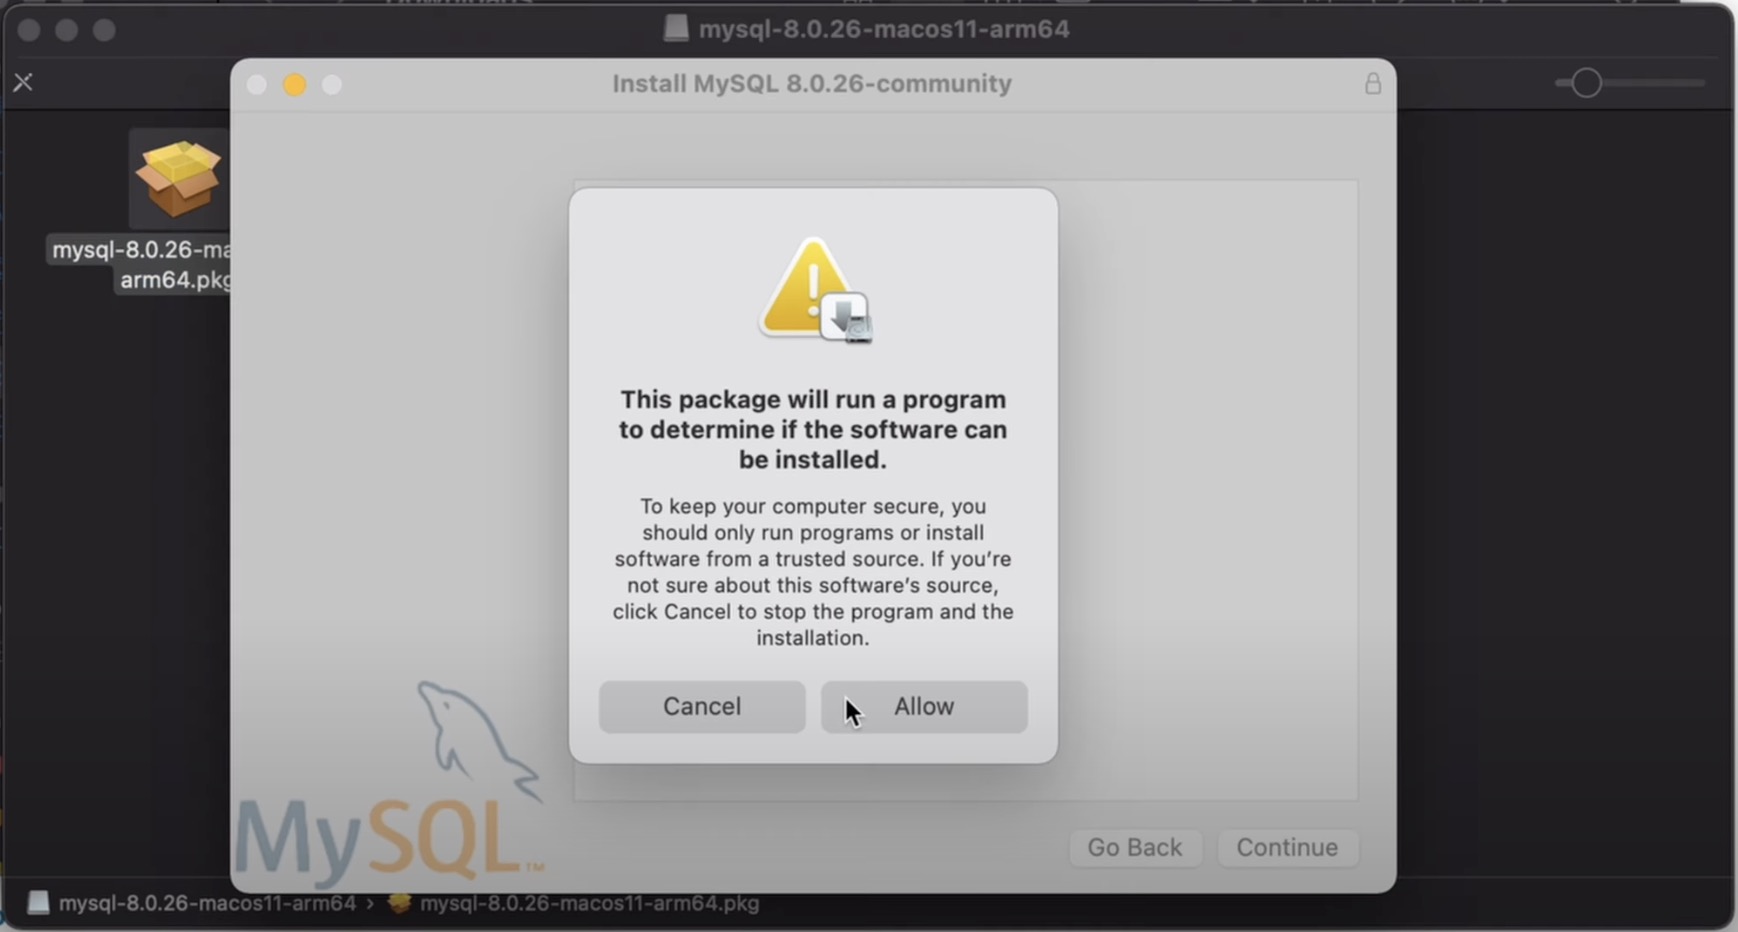 mysql-8.0.26-macos11-arm64
Install MySQL 8.0.26-community
mysql-8.0.26-ma
arm64.pkg
This package will run a program
to determine if the software can
be installed.
To keep your computer secure, you
should only run programs or install
software from a trusted source. If you’re
not sure about this software’s source,
click Cancel to stop the program and the
installation.
Cancel
Allow
MySQL™
Go Back
Continue
mysql-8.0.26-macos11-arm64 › mysql-8.0.26-macos11-arm64.pkg